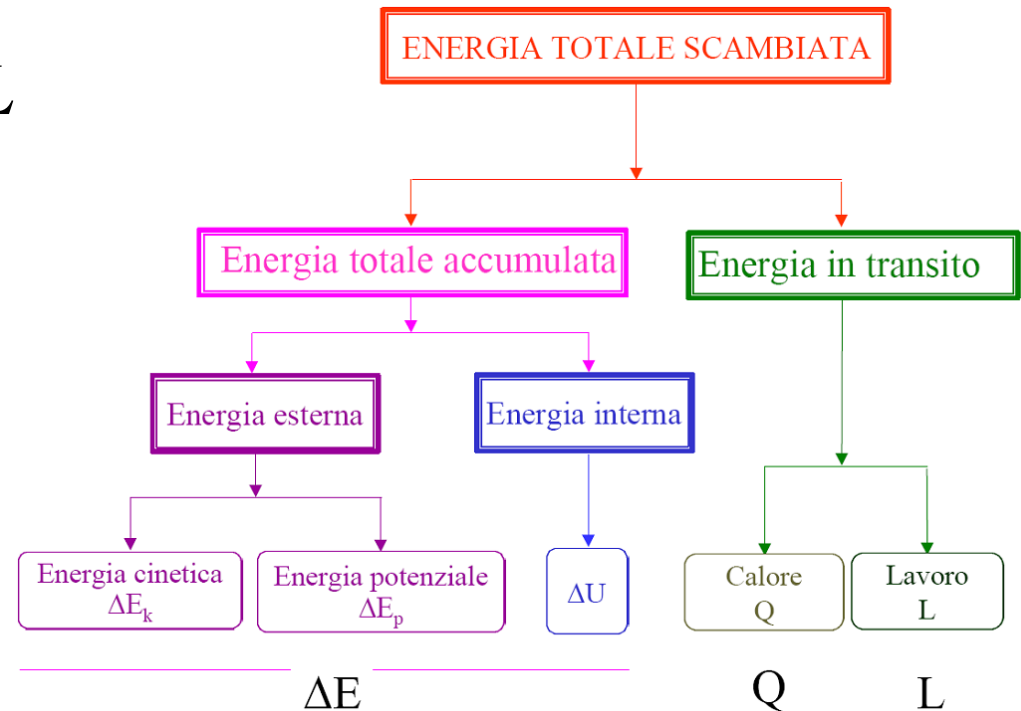 ENERGIA TOTALE SCAMBIATA
L
Energia totale accumulata
Energia in transito
Energia esterna
Energia interna
Energia cinetica
ΔEk
Energia potenziale
ΔEp
ΔU
Calore
Q
Lavoro
L
ΔE
Q
L